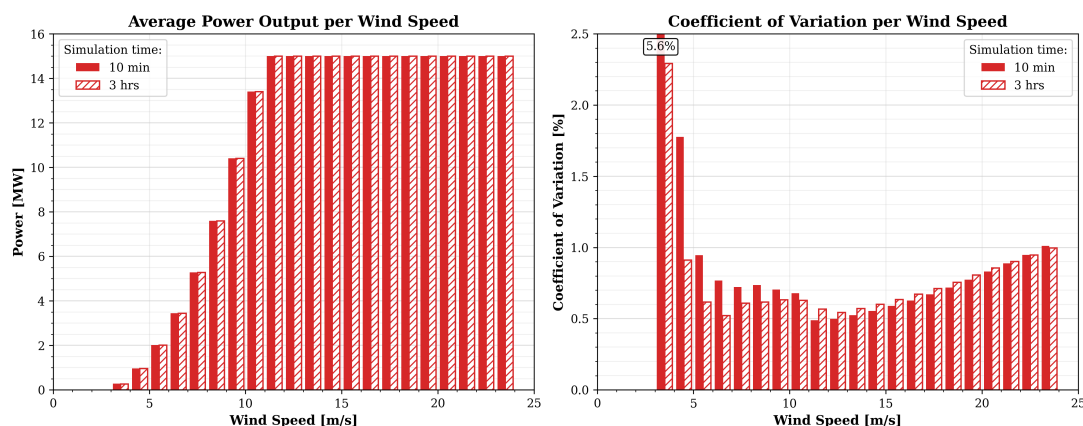 Average Power Output per Wind Speed
16
14
12
10
8
6
4
2
0
Power [MW]
Simulation time:
10 min
3 hrs
0
5
10
15
20
25
Wind Speed [m/s]
Coefficient of Variation per Wind Speed
2.5
2.0
1.5
1.0
0.5
0.0
Coefficient of Variation [%]
5.6%
Simulation time:
10 min
3 hrs
0
5
10
15
20
25
Wind Speed [m/s]